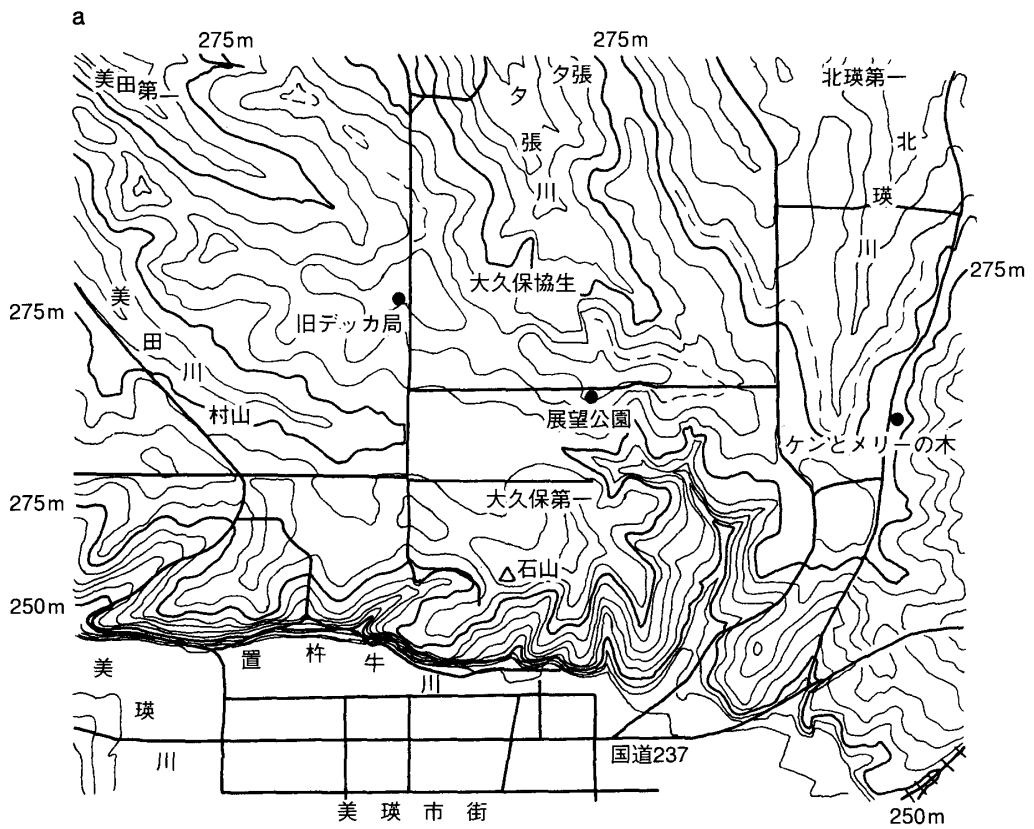 a
275m
275m
美田第一
夕張
北瑛第一
夕張川
北瑛川
275m
大久保協生
275m
美田川
旧デッカ局
村山
展望公園
ケンとメリーの木
275m
大久保第一
石山
250m
置杵牛川
美瑛川
国道237
美瑛市街
250m